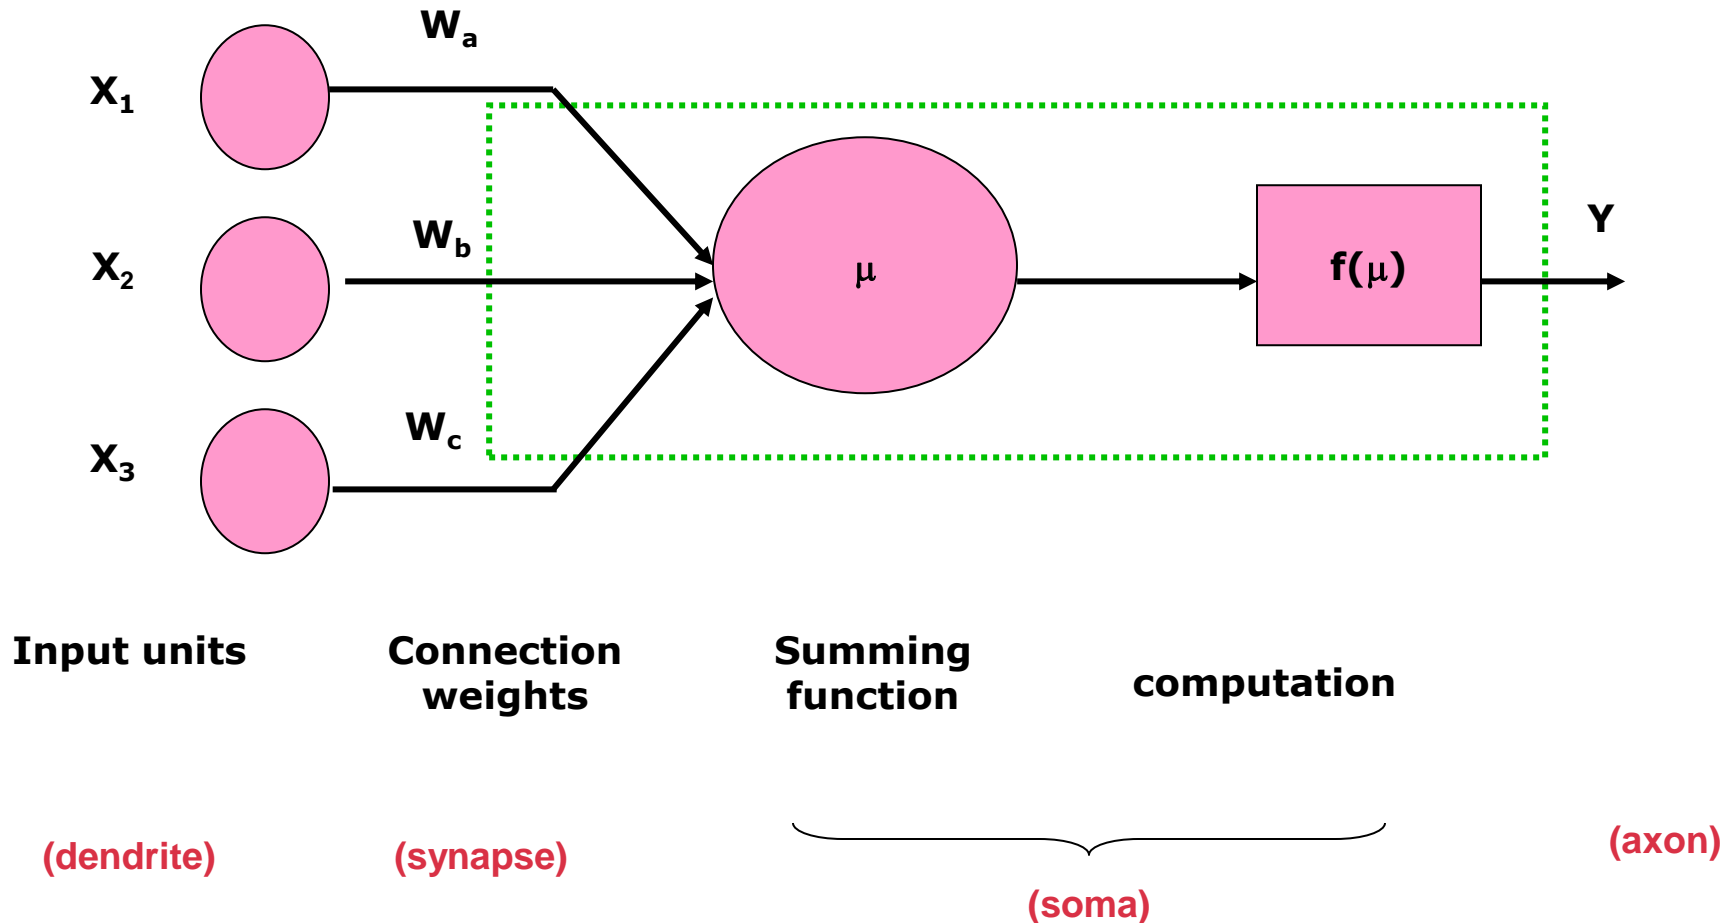 Wa
X1
Wb
X2
μ
f(μ)
Y
Wc
X3
Input units
Connection
weights
Summing
function
computation
(dendrite)
(synapse)
(soma)
(axon)